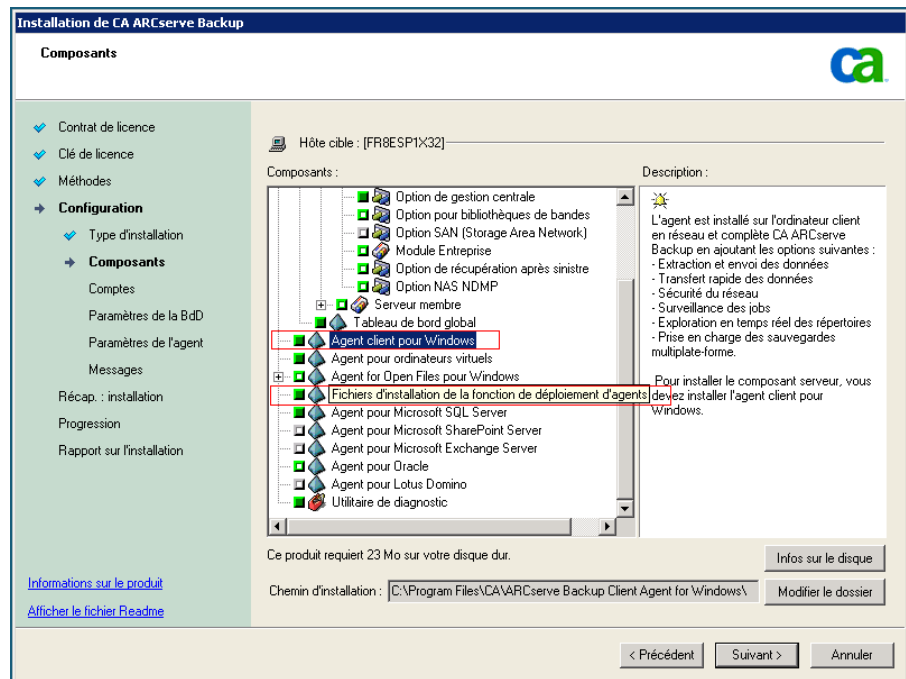 Installation de CA ARCserve Backup
Composants
ca
Contrat de licence
Clé de licence
Méthodes
Configuration
Type d'installation
Composants
Comptes
Paramètres de la BdD
Paramètres de l'agent
Messages
Récap. : installation
Progression
Rapport sur l'installation
Informations sur le produit
Afficher le fichier Readme
Hôte cible : [FR8ESP1X32]
Composants :
Option de gestion centrale
Option pour bibliothèques de bandes
Option SAN (Storage Area Network)
Module Entreprise
Option de récupération après sinistre
Option NAS NDMP
Serveur membre
Tableau de bord global
Agent client pour Windows
Agent pour ordinateurs virtuels
Agent for Open Files pour Windows
Fichiers d'installation de la fonction de déploiement d'agents
Agent pour Microsoft SQL Server
Agent pour Microsoft SharePoint Server
Agent pour Microsoft Exchange Server
Agent pour Oracle
Agent pour Lotus Domino
Utilitaire de diagnostic
Description :
L'agent est installé sur l'ordinateur client
en réseau et complète CA ARCserve
Backup en ajoutant les options suivantes :
- Extraction et envoi des données
- Transfert rapide des données
- Sécurité du réseau
- Surveillance des jobs
- Exploration en temps réel des répertoires
- Prise en charge des sauvegardes
multiplate-forme.
Pour installer le composant serveur, vous
devez installer l'agent client pour
Windows.
Ce produit requiert 23 Mo sur votre disque dur.
Infos sur le disque
Chemin d'installation : C:\Program Files\CA\ARCserve Backup Client Agent for Windows\
Modifier le dossier
< Précédent
Suivant >
Annuler